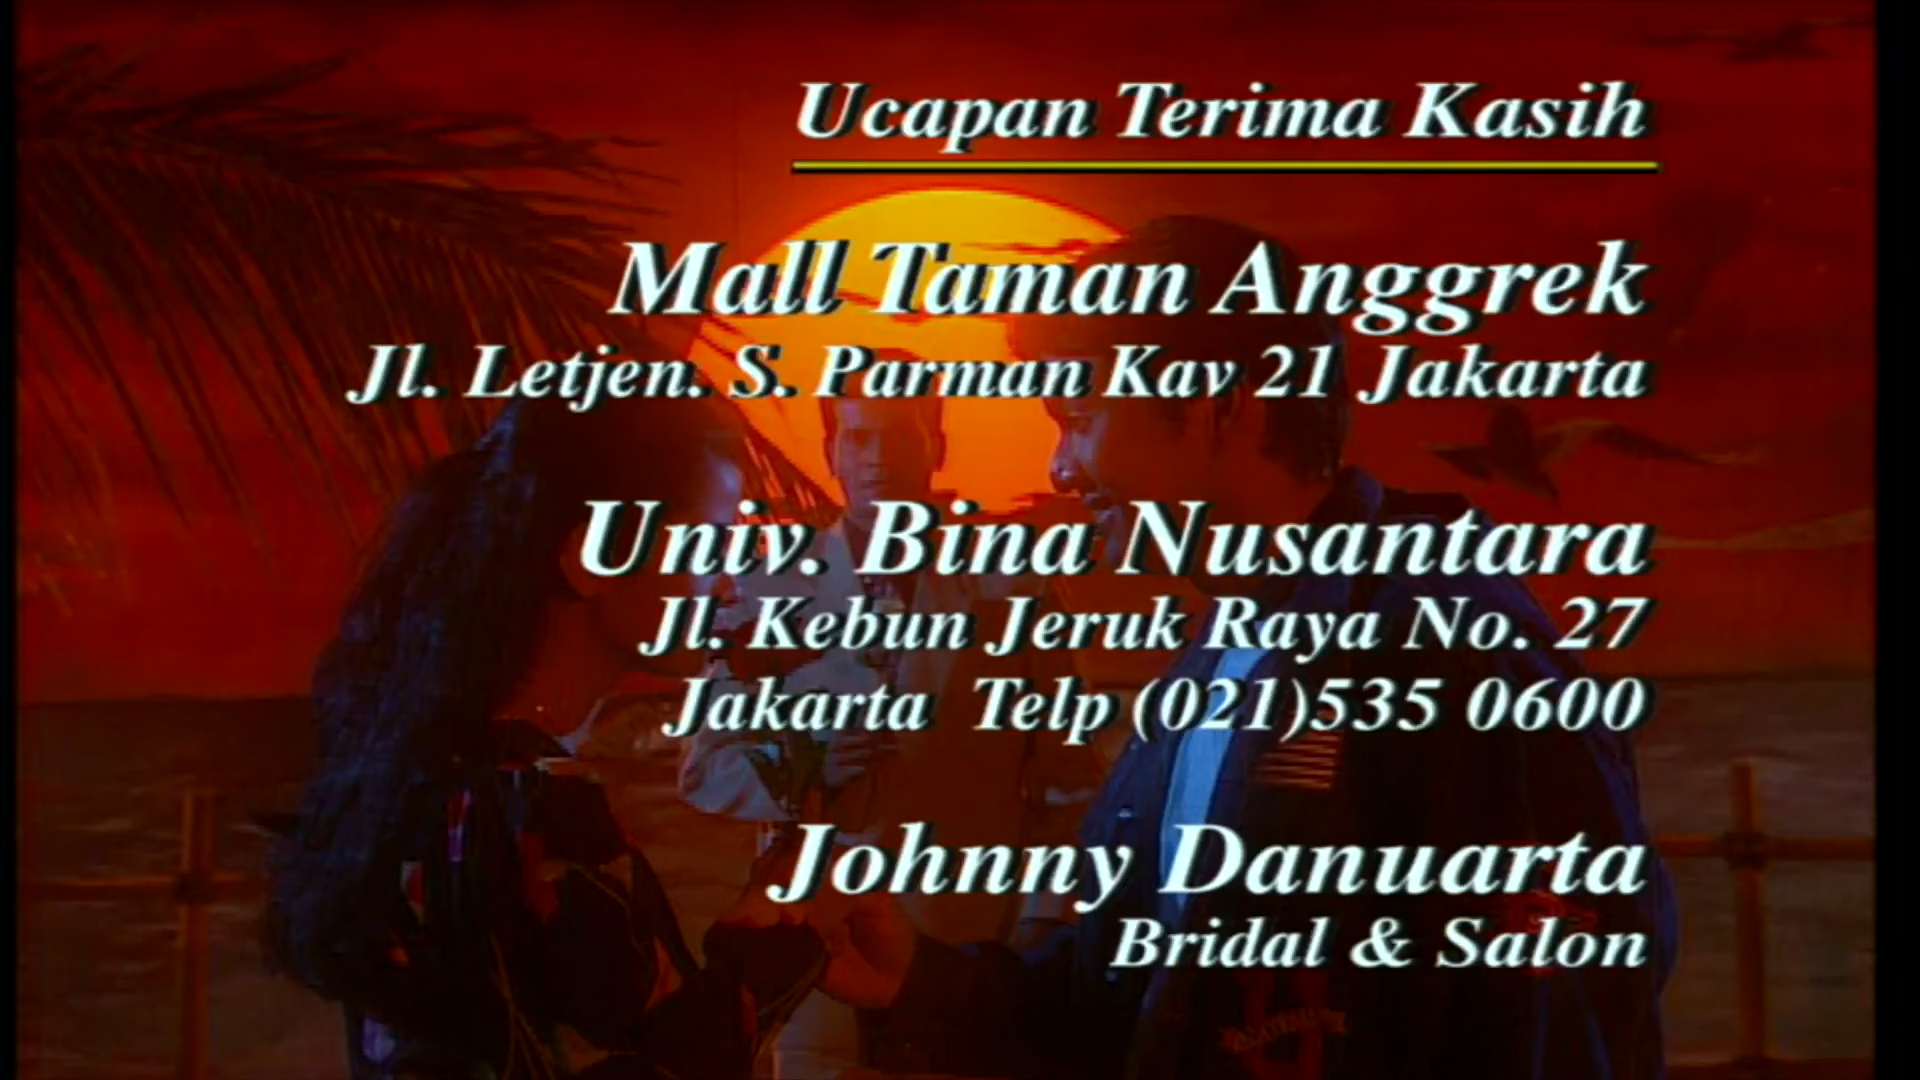 Ucapan Terima Kasih
Mall Taman Anggrek
Jl. Letjen. S. Parman Kav 21 Jakarta
Univ. Bina Nusantara
Jl. Kebun Jeruk Raya No. 27
Jakarta Telp (021)535 0600
Johnny Danuarta
Bridal & Salon